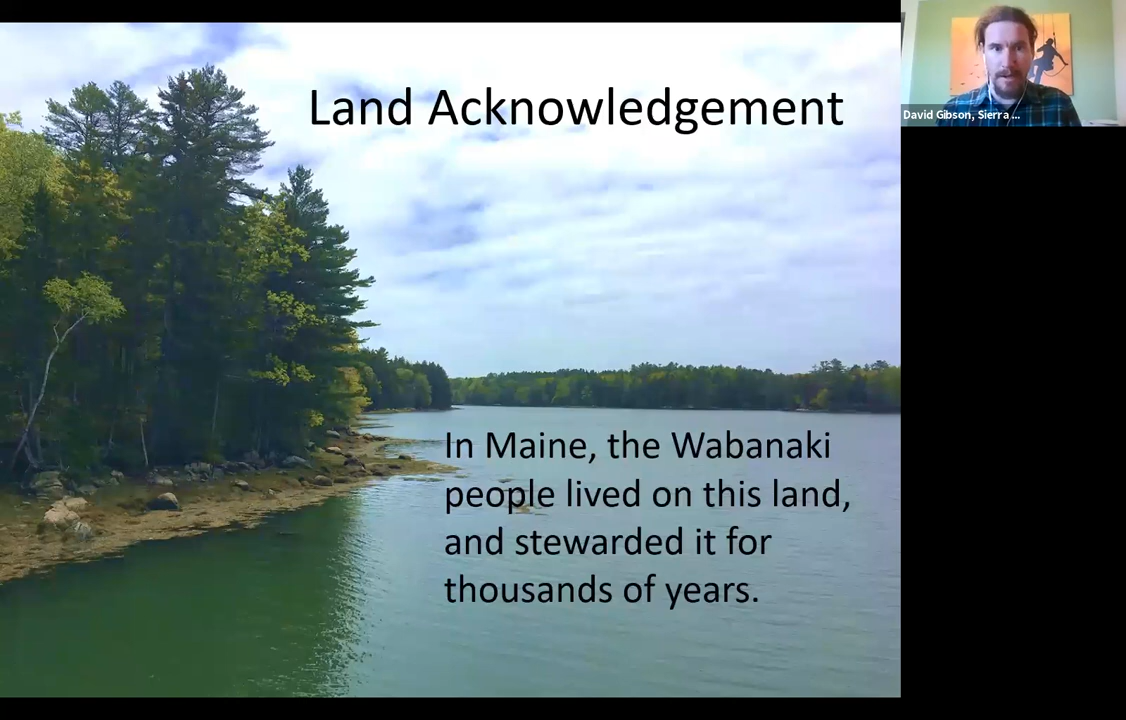 Land Acknowledgement
David Gibson, Sierra ...
In Maine, the Wabanaki
people lived on this land,
and stewarded it for
thousands of years.